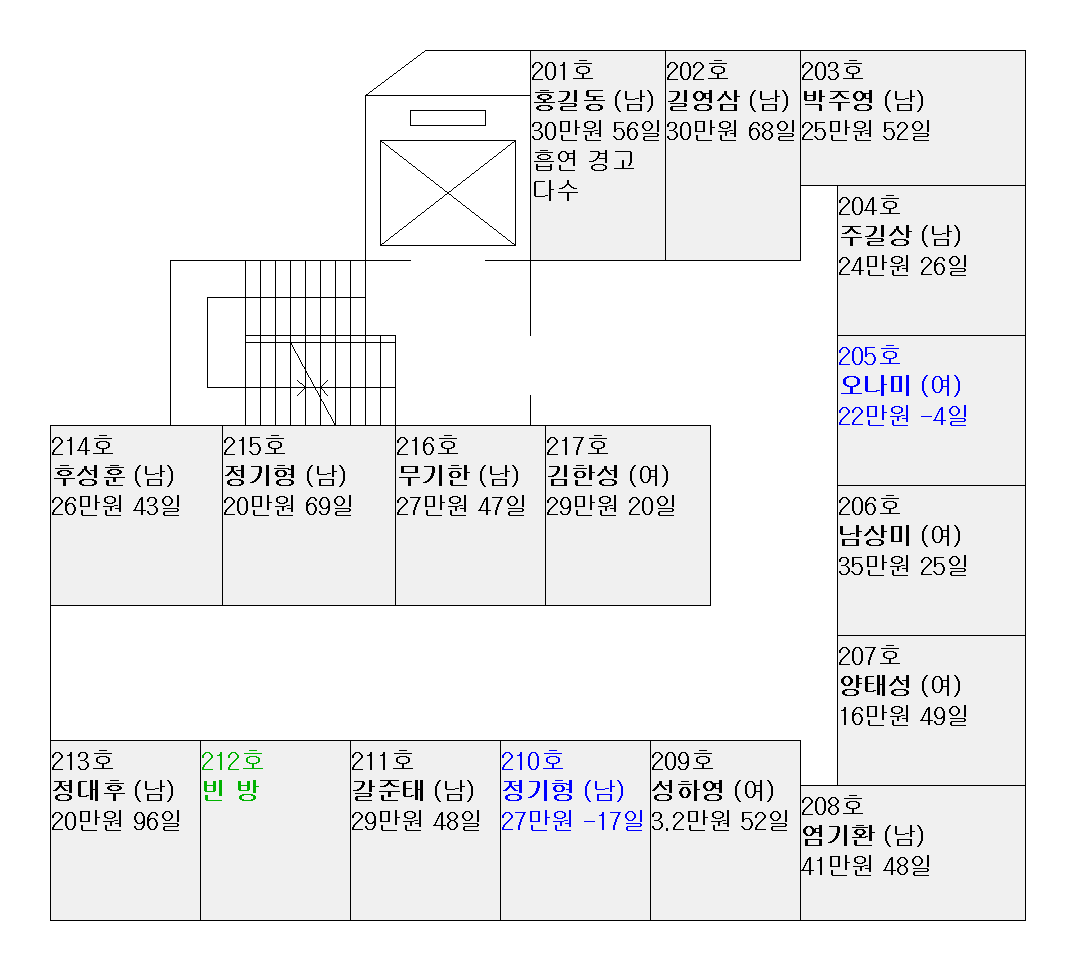 201호
홍길동 (남)
30만원 56일
흡연 경고
다수
202호
길영삼 (남)
30만원 68일
203호
박주영 (남)
25만원 52일
204호
주길상 (남)
24만원 26일
205호
오나미 (여)
22만원 -4일
206호
남상미 (여)
35만원 25일
207호
양태성 (여)
16만원 49일
208호
염기환 (남)
41만원 48일
209호
성하영 (여)
3.2만원 52일
210호
정기형 (남)
27만원 -17일
211호
갈준태 (남)
29만원 48일
212호
빈 방
213호
정대후 (남)
20만원 96일
214호
후성훈 (남)
26만원 43일
215호
정기형 (남)
20만원 69일
216호
무기한 (남)
27만원 47일
217호
김한성 (여)
29만원 20일